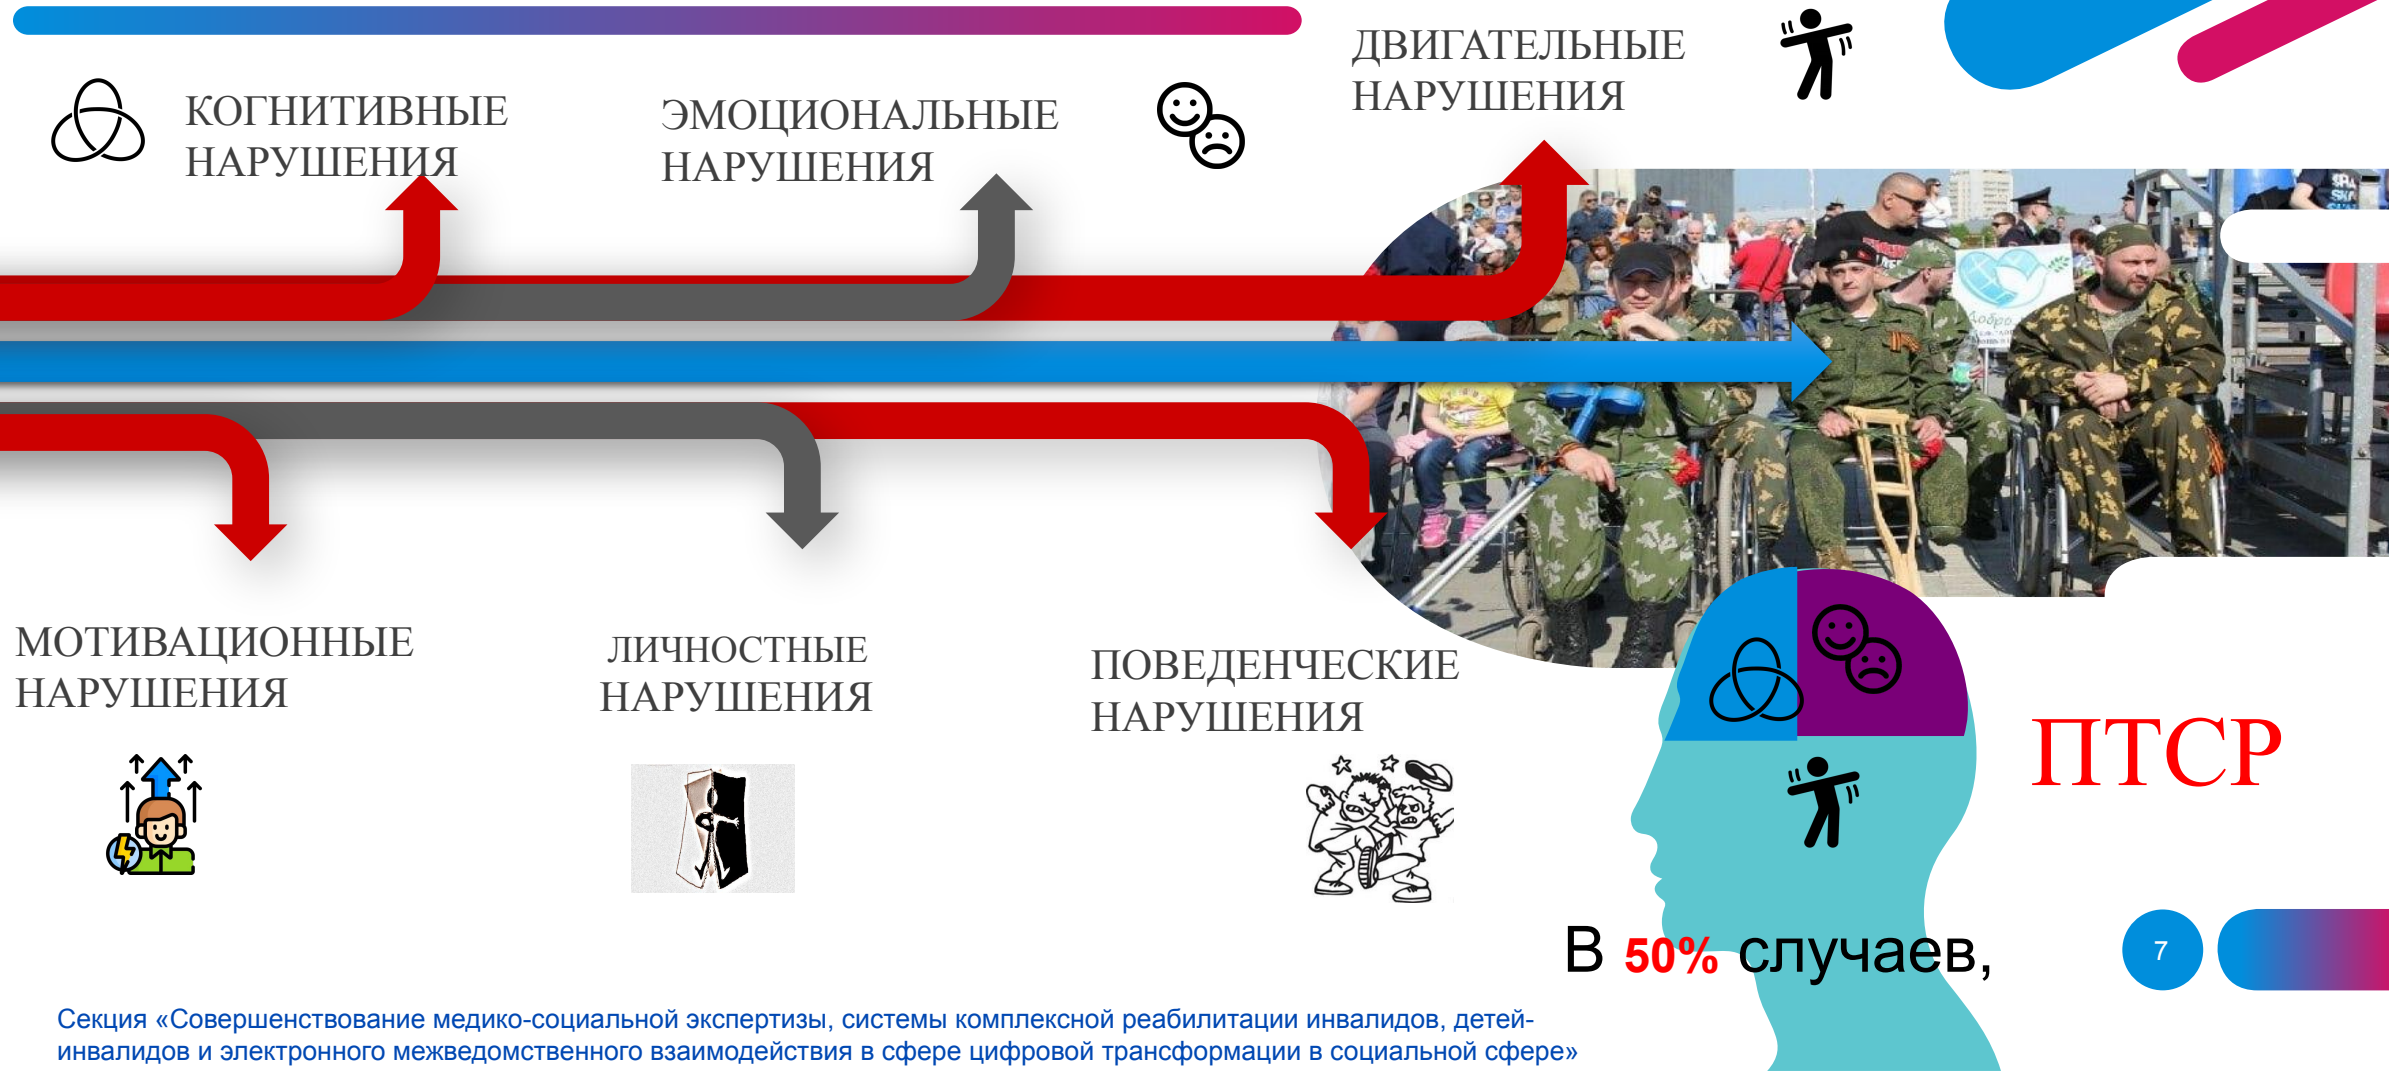 КОГНИТИВНЫЕ
НАРУШЕНИЯ
ЭМОЦИОНАЛЬНЫЕ
НАРУШЕНИЯ
ДВИГАТЕЛЬНЫЕ
НАРУШЕНИЯ
Добро
МОТИВАЦИОННЫЕ
НАРУШЕНИЯ
ЛИЧНОСТНЫЕ
НАРУШЕНИЯ
ПОВЕДЕНЧЕСКИЕ
НАРУШЕНИЯ
ПТСР
В 50% случаев,
7
Секция «Совершенствование медико-социальной экспертизы, системы комплексной реабилитации инвалидов, детей-
инвалидов и электронного межведомственного взаимодействия в сфере цифровой трансформации в социальной сфере»